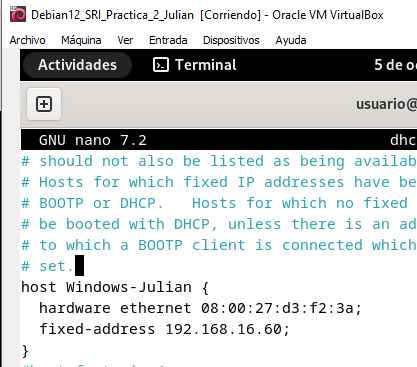 Debian12_SRI_Practica_2_Julian [Corriendo] - Oracle VM VirtualBox
Archivo Máquina Ver Entrada Dispositivos Ayuda
Actividades Terminal 5 de oc
usuario@
GNU nano 7.2 dhc
# should not also be listed as being availab
# Hosts for which fixed IP addresses have be
# BOOTP or DHCP. Hosts for which no fixed
# be booted with DHCP, unless there is an ad
# to which a BOOTP client is connected which
# set.
host Windows-Julian {
hardware ethernet 08:00:27:d3:f2:3a;
fixed-address 192.168.16.60;
}